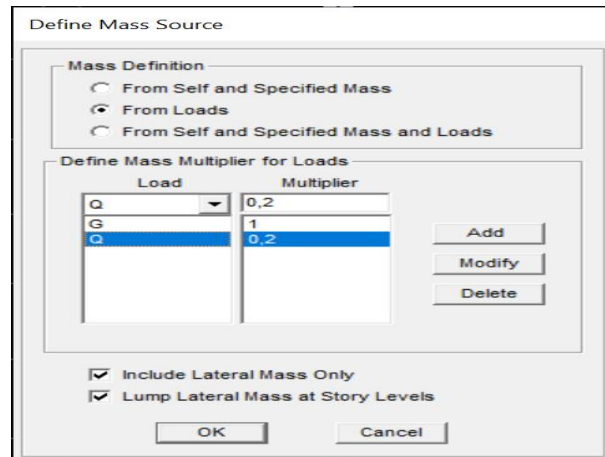 Define Mass Source
Mass Definition
From Self and Specified Mass
From Loads
From Self and Specified Mass and Loads
Define Mass Multiplier for Loads
Load Multiplier
Q 0,2
G 1
Q 0,2
Add
Modify
Delete
Include Lateral Mass Only
Lump Lateral Mass at Story Levels
OK Cancel